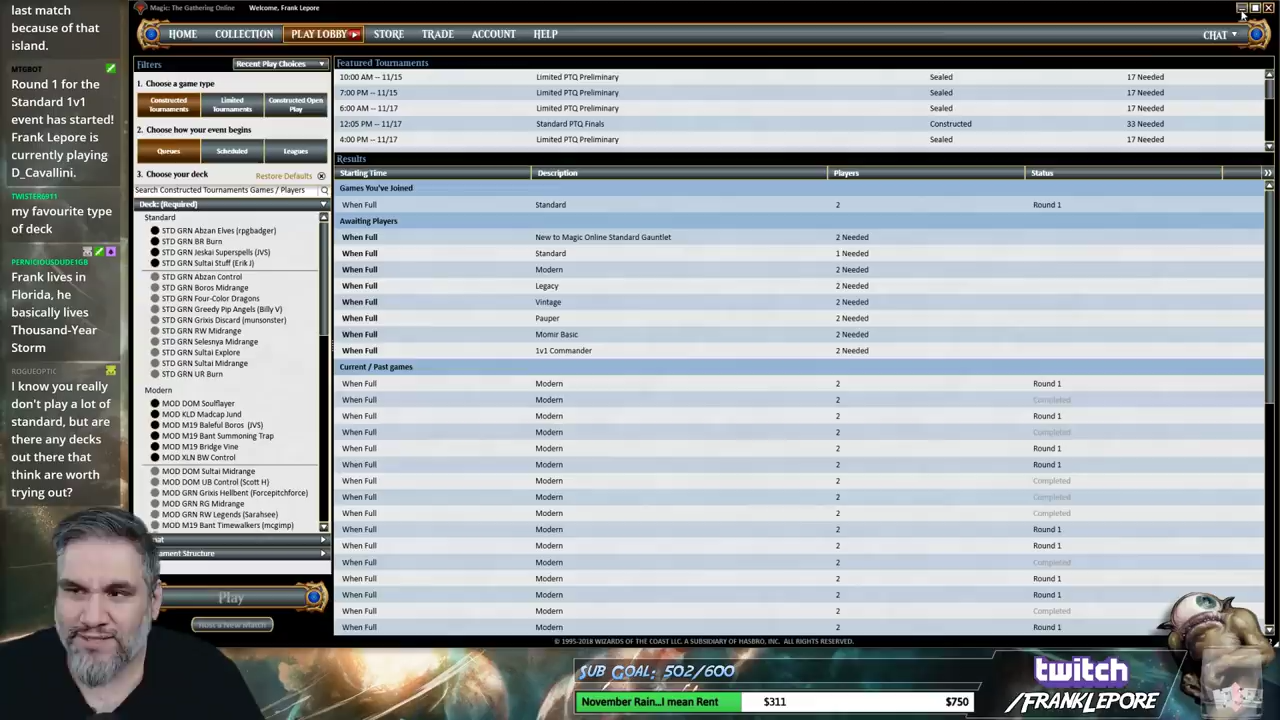 last match
because of that
island.
MTGBOT
Round 1 for the
Standard 1v1
event has started!
Frank Lepore is
currently playing
D_Cavallini.
TWISTER6911
my favourite type
of deck
PERNICIOUSDUDE1GB
Frank lives in
Florida, he
basically lives
Thousand-Year
Storm
ROGUEOPTIC
I know you really
don't play a lot of
standard, but are
there any decks
out there that
think are worth
trying out?
Magic: The Gathering Online Welcome, Frank Lepore
HOME COLLECTION PLAY LOBBY STORE TRADE ACCOUNT HELP CHAT
Filters Recent Play Choices
1. Choose a game type
Constructed Tournaments Limited Tournaments Constructed Open Play
2. Choose how your event begins
Queues Scheduled Leagues
3. Choose your deck Restore Defaults
Search Constructed Tournaments Games / Players
Deck: (Required)
Standard
STD GRN Abzan Elves (rpgbadger)
STD GRN BR Burn
STD GRN Jeskai Superspells (JVS)
STD GRN Sultai Stuff (Erik J)
STD GRN Abzan Control
STD GRN Boros Midrange
STD GRN Four-Color Dragons
STD GRN Greedy Pip Angels (Billy V)
STD GRN Grixis Discard (munsonster)
STD GRN RW Midrange
STD GRN Selesnya Midrange
STD GRN Sultai Explore
STD GRN Sultai Midrange
STD GRN UR Burn
Modern
MOD DOM Soulflayer
MOD KLD Madcap Jund
MOD M19 Baleful Boros (JVS)
MOD M19 Bant Summoning Trap
MOD M19 Bridge Vine
MOD XLN BW Control
MOD DOM Sultai Midrange
MOD DOM UB Control (Scott H)
MOD GRN Grixis Hellbent (Forcepitchforce)
MOD GRN RG Midrange
MOD GRN RW Legends (Sarahsee)
MOD M19 Bant Timewalkers (mcgimp)
Play
Host a New Match
Featured Tournaments
10:00 AM -- 11/15 Limited PTQ Preliminary Sealed 17 Needed
7:00 PM -- 11/15 Limited PTQ Preliminary Sealed 17 Needed
6:00 AM -- 11/17 Limited PTQ Preliminary Sealed 17 Needed
12:05 PM -- 11/17 Standard PTQ Finals Constructed 33 Needed
4:00 PM -- 11/17 Limited PTQ Preliminary Sealed 17 Needed
Results
Starting Time Description Players Status
Games You've Joined
When Full Standard 2 Round 1
Awaiting Players
When Full New to Magic Online Standard Gauntlet 2 Needed
When Full Standard 1 Needed
When Full Modern 2 Needed
When Full Legacy 2 Needed
When Full Vintage 2 Needed
When Full Pauper 2 Needed
When Full Momir Basic 2 Needed
When Full 1v1 Commander 2 Needed
Current / Past games
When Full Modern 2 Round 1
When Full Modern 2 Completed
When Full Modern 2 Round 1
When Full Modern 2 Completed
When Full Modern 2 Round 1
When Full Modern 2 Round 1
When Full Modern 2 Completed
When Full Modern 2 Completed
When Full Modern 2 Completed
When Full Modern 2 Round 1
When Full Modern 2 Round 1
When Full Modern 2 Completed
When Full Modern 2 Round 1
When Full Modern 2 Round 1
When Full Modern 2 Completed
When Full Modern 2 Round 1
© 1995-2018 WIZARDS OF THE COAST LLC. A SUBSIDIARY OF HASBRO, INC. ALL RIGHTS RESERVED.
SUB GOAL: 502/600
November Rain...I mean Rent $311 $750
twitch
/FRANKLEPORE